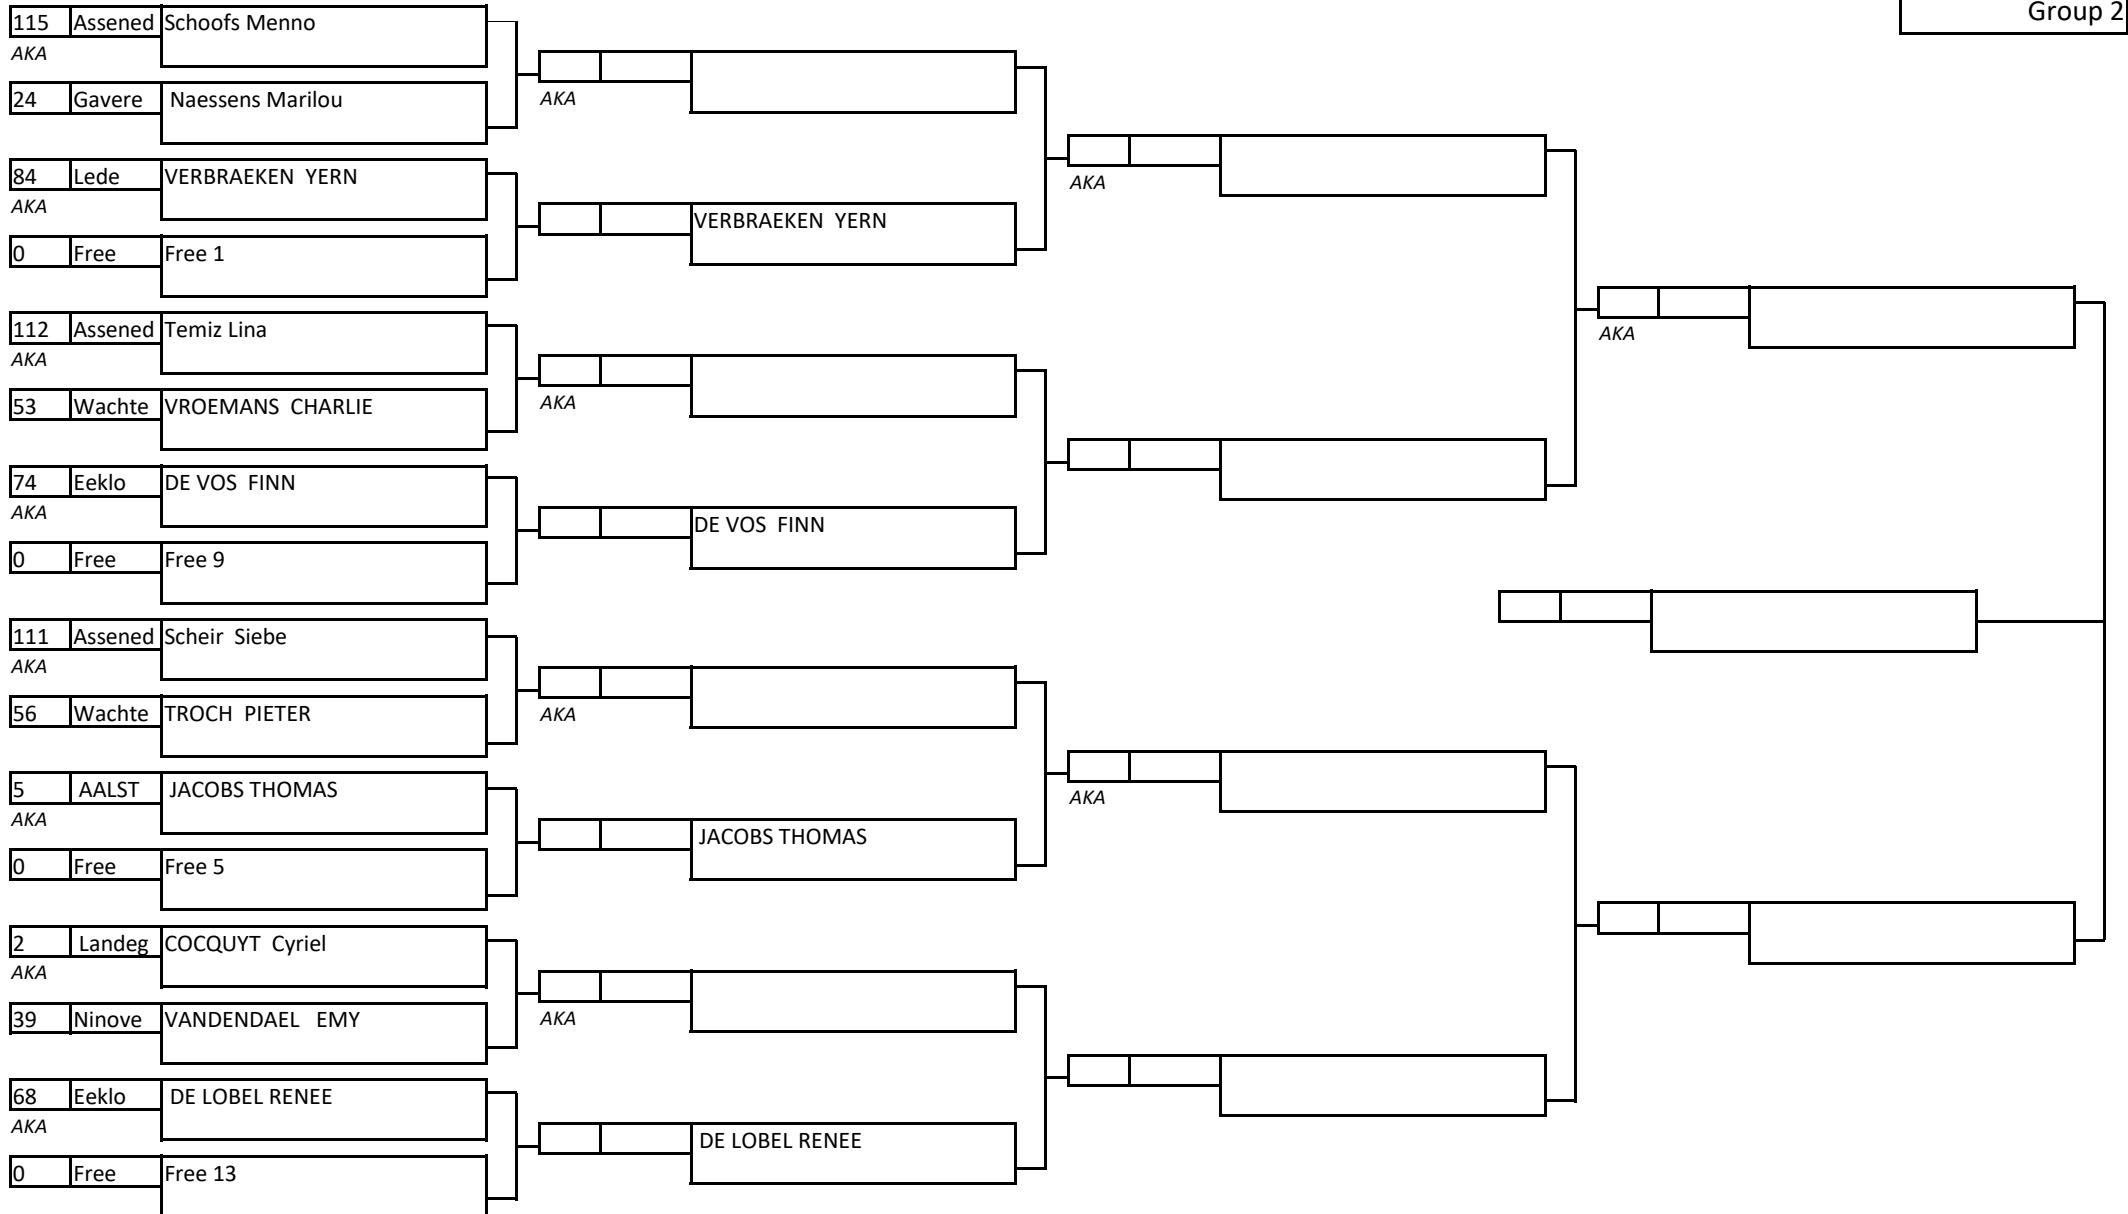 Group 2
115 Assened Schoofs Menno
AKA
24 Gavere Naessens Marilou
AKA
84 Lede VERBRAEKEN YERN
AKA
VERBRAEKEN YERN
0 Free Free 1
AKA
112 Assened Temiz Lina
AKA
AKA
53 Wachte VROEMANS CHARLIE
AKA
74 Eeklo DE VOS FINN
AKA
DE VOS FINN
0 Free Free 9
111 Assened Scheir Siebe
AKA
56 Wachte TROCH PIETER
AKA
5 AALST JACOBS THOMAS
AKA
AKA
JACOBS THOMAS
0 Free Free 5
2 Landeg COCQUYT Cyriel
AKA
39 Ninove VANDENDAEL EMY
AKA
68 Eeklo DE LOBEL RENEE
AKA
DE LOBEL RENEE
0 Free Free 13